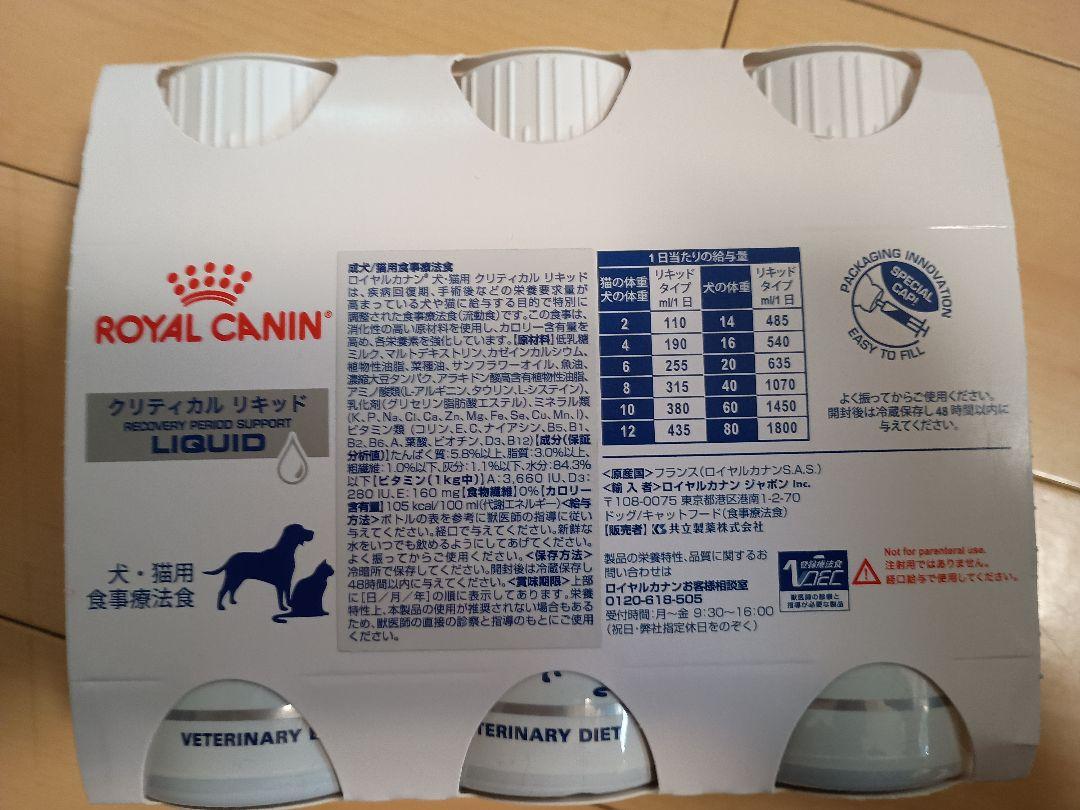 ROYAL CANIN®
クリティカル リキッド
RECOVERY PERIOD SUPPORT
LIQUID
犬・猫用
食事療法食
成犬/猫用食事療法食
ロイヤルカナン® 犬・猫用 クリティカル リキッド
は、疾病回復期、手術後などの栄養要求量が
高まっている犬や猫に給与する目的で特別に
調整された食事療法食(流動食)です。この食事は、
消化性の高い原材料を使用し、カロリー含有量を
高め、各栄養素を強化しています。【原材料】低乳糖
ミルク、マルトデキストリン、カゼインカルシウム、
植物性油脂、菜種油、サンフラワーオイル、魚油、
濃縮大豆タンパク、アラキドン酸高含有植物性油脂、
アミノ酸類(L-アルギニン、タウリン、L-システィン)、
乳化剤(グリセリン脂肪酸エステル)、ミネラル類
(K、P、Na、Cl、Ca、Zn、Mg、Fe、Se、Cu、Mn、I)、
ビタミン類 (コリン、E、C、ナイアシン、B5、B1、
B2、B6、A、葉酸、ビオチン、D3、B12)【成分(保証
分析値)】たんぱく質:5.8%以上、脂質:3.0%以上、
粗繊維:1.0%以下、灰分:1.1%以下、水分:84.3%
以下【ビタミン(1kg中)】A:3,660 IU、D3:
280 IU、E:160 mg【食物繊維】0%【カロリー
含有量】105 kcal/100 ml(代謝エネルギー)<給与
方法>ボトルの表を参考に獣医師の指導に従い
与えてください。経口で与えてください。新鮮な
水をいつでも飲めるようにしてあげてください。
よく振ってからご使用ください。<保存方法>
冷暗所で保存してください。開封後は冷蔵保存し
48時間以内に与えてください。<賞味期限>上部
に[日/月/年]の順に表示してあります。栄養
特性上、本製品の使用が推奨されない場合もある
ため、獣医師の直接の診察と指導のもとにご使用
ください。
1日当たりの給与量
猫の体重 犬の体重 リキッドタイプ ml/1日 犬の体重 リキッドタイプ ml/1日
2 110 14 485
4 190 16 540
6 255 20 635
8 315 40 1070
10 380 60 1450
12 435 80 1800
PACKAGING INNOVATION
SPECIAL
CAP!
EASY TO FILL
よく振ってからご使用ください。
開封後は冷蔵保存し48時間以内に
与えてください。
<原産国>フランス(ロイヤルカナンS.A.S.)
<輸入者>ロイヤルカナン ジャポン Inc.
〒108-0075 東京都港区港南1-2-70
ドッグ/キャットフード(食事療法食)
【販売者】KS 共立製薬株式会社
製品の栄養特性、品質に関するお
問い合わせは
ロイヤルカナンお客様相談室
0120-618-505
受付時間:月〜金 9:30〜16:00
(祝日・弊社指定休日をのぞく)
登録療法食
獣医師の診察と
指導が必要な製品
Not for parenteral use.
注射用ではありません。
経口給与で使用してください。
VETERINARY
TERINARY DIET